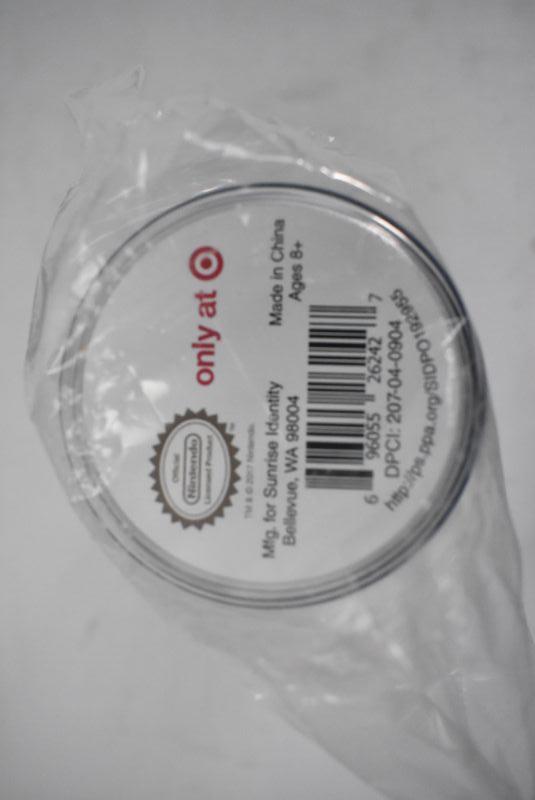 only at
Official
Nintendo
Licensed Product
TM
TM & © 2017 Nintendo.
Mfg. for Sunrise Identity
Bellevue, WA 98004
Made in China
Ages 8+
6 96055 26242 7
DPCI: 207-04-0904